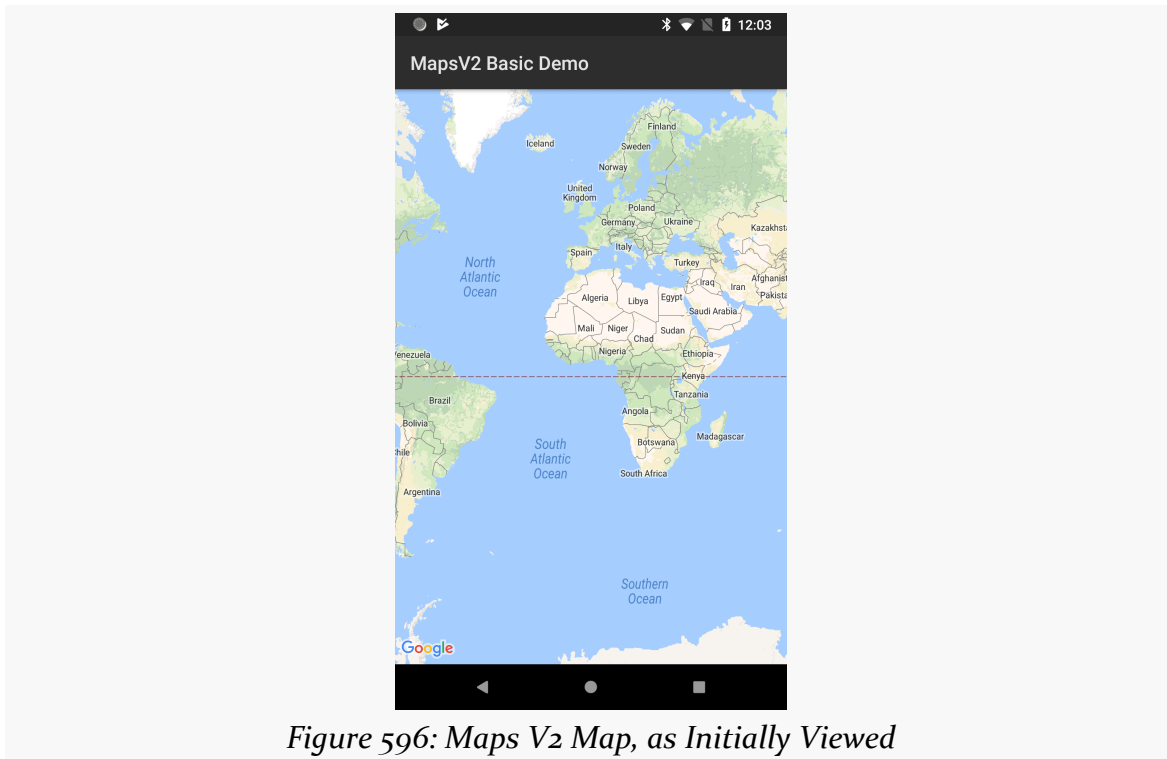 12:03
MapsV2 Basic Demo
Finland
Iceland
Sweden
Norway
United
Kingdom
Poland
Germany
Ukraine
Kazakhsta
Italy
Spain
Turkey
North
Atlantic
Ocean
Iraq
Iran
Afghanist
Pakista
Algeria
Libya
Egypt
Saudi Arabia
Mali
Niger
Sudan
Chad
Nigeria
Ethiopia
Venezuela
Kenya
Brazil
Tanzania
Angola
Bolivia
Botswana
Madagascar
South
Atlantic
Ocean
hile
South Africa
Argentina
Southern
Ocean
Google
Figure 596: Maps V2 Map, as Initially Viewed